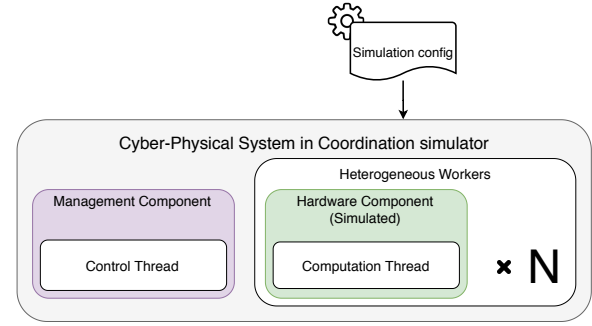 Simulation config
Cyber-Physical System in Coordination simulator
Heterogeneous Workers
Management Component
Control Thread
Hardware Component
(Simulated)
Computation Thread
× N